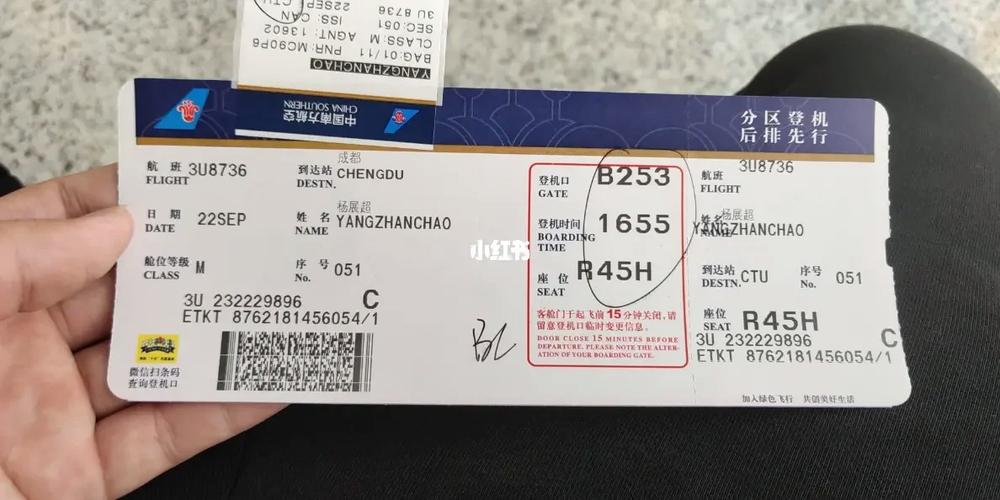 CTU
22SEP
ISS: CAN
3U 8736
SEC:051
CLASS:M AGNT: 13602
BAG:01/11 PNR:MC90P8
YANGZHANCHAO
中国南方航空
CHINA SOUTHERN
分区登机
后排先行
航班 3U8736
FLIGHT
成都
到达站 CHENGDU
DESTN.
日期 22SEP
DATE
杨展超
姓名 YANGZHANCHAO
NAME
舱位等级 M
CLASS
序号 051
No.
3U 232229896 C
ETKT 8762181456054/1
微信扫条码
查询登机口
BC
登机口 B253
GATE
登机时间 1655
BOARDING
TIME
座位 R45H
SEAT
客舱门于起飞前15分钟关闭,请
留意登机口临时变更信息。
DOOR CLOSE 15 MINUTES BEFORE
DEPARTURE. PLEASE NOTE THE ALTER-
ATION OF YOUR BOARDING GATE.
3U8736
航班
FLIGHT
杨展超
姓名
YANGZHANCHAO
NAME
到达站 CTU 序号 051
DESTN. No.
座位 R45H
SEAT
3U 232229896 C
ETKT 8762181456054/1
加入绿色飞行 共创美好生活
小红书